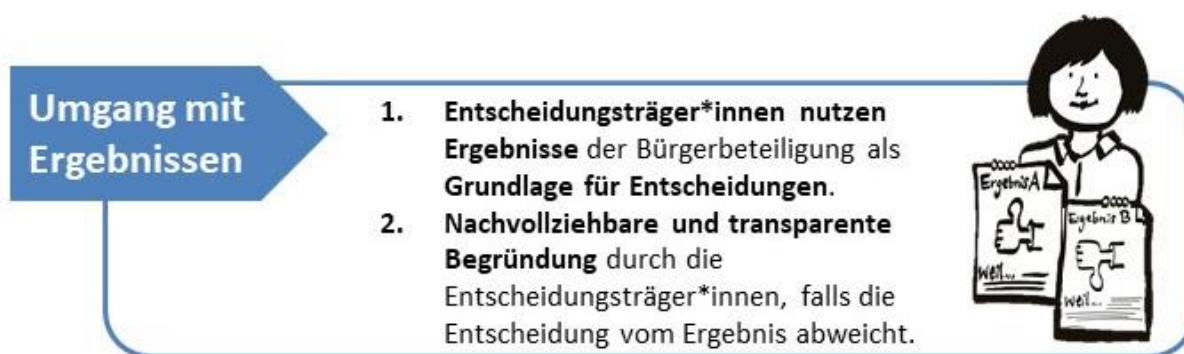 Umgang mit
Ergebnissen
1. Entscheidungsträger*innen nutzen
Ergebnisse der Bürgerbeteiligung als
Grundlage für Entscheidungen.
2. Nachvollziehbare und transparente
Begründung durch die
Entscheidungsträger*innen, falls die
Entscheidung vom Ergebnis abweicht.
Ergebnis A
Weil...
Ergebnis B
Weil...